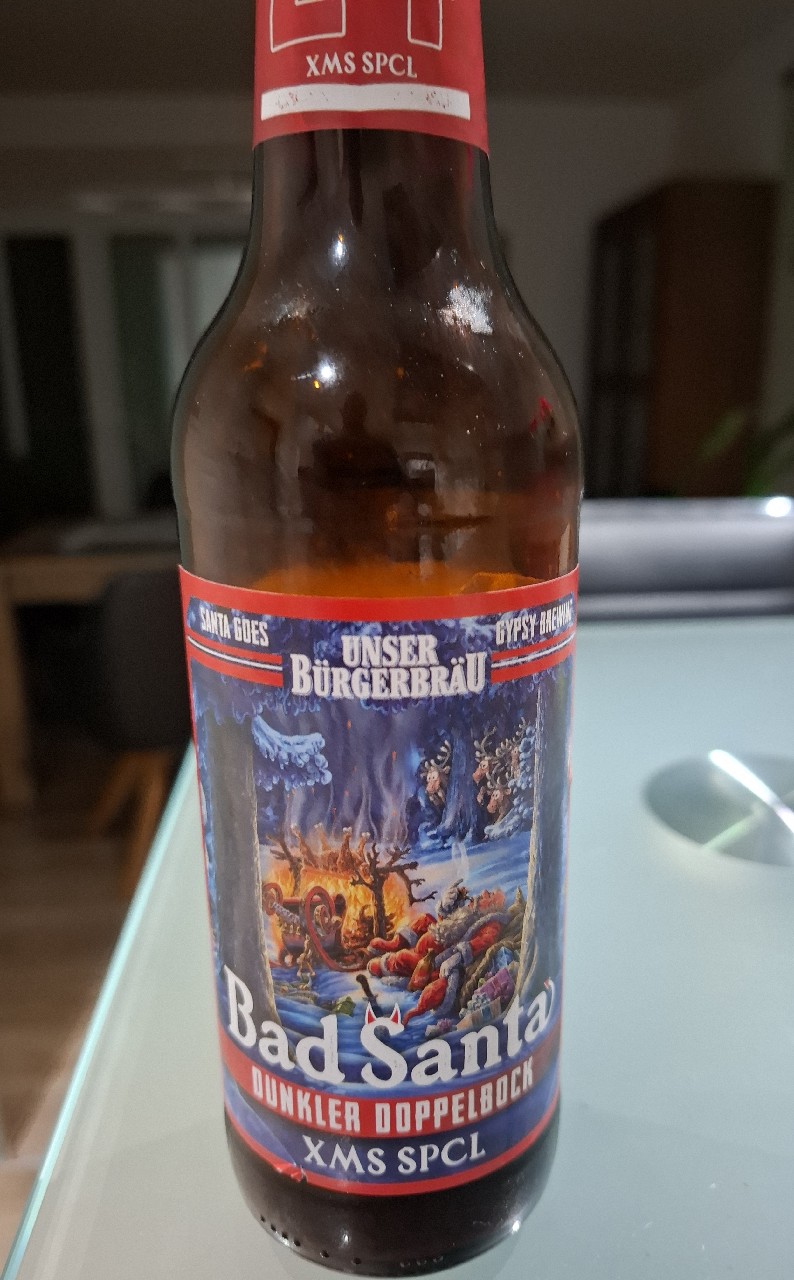 XMS SPCL
SANTA GOES
GYPSY BREWING
UNSER
BÜRGERBRÄU
Bad Santa
DUNKLER DOPPELBOCK
XMS SPCL